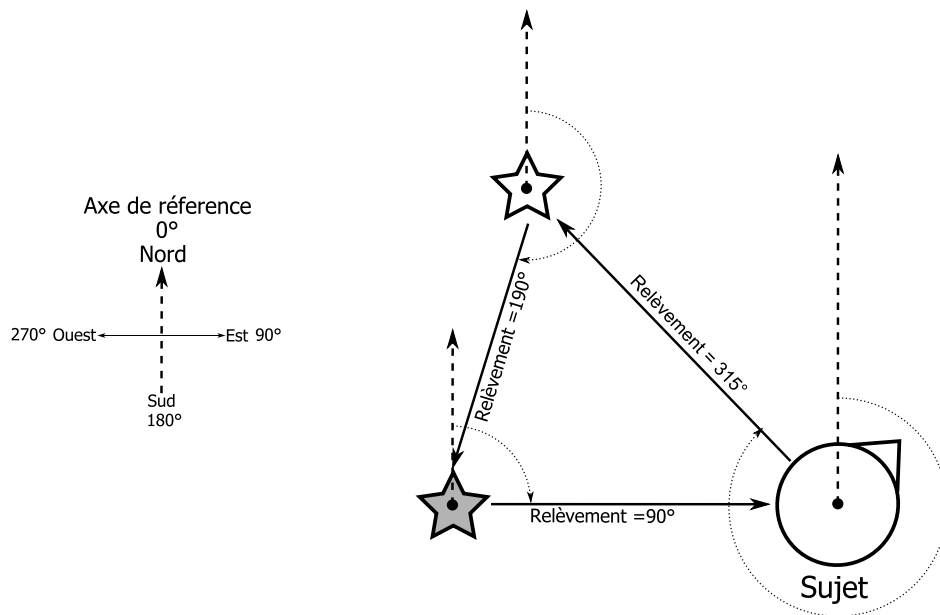 Axe de réference
0°
Nord
270° Ouest
Est 90°
Sud
180°
Relèvement =190°
Relèvement = 315°
Relèvement =90°
Sujet